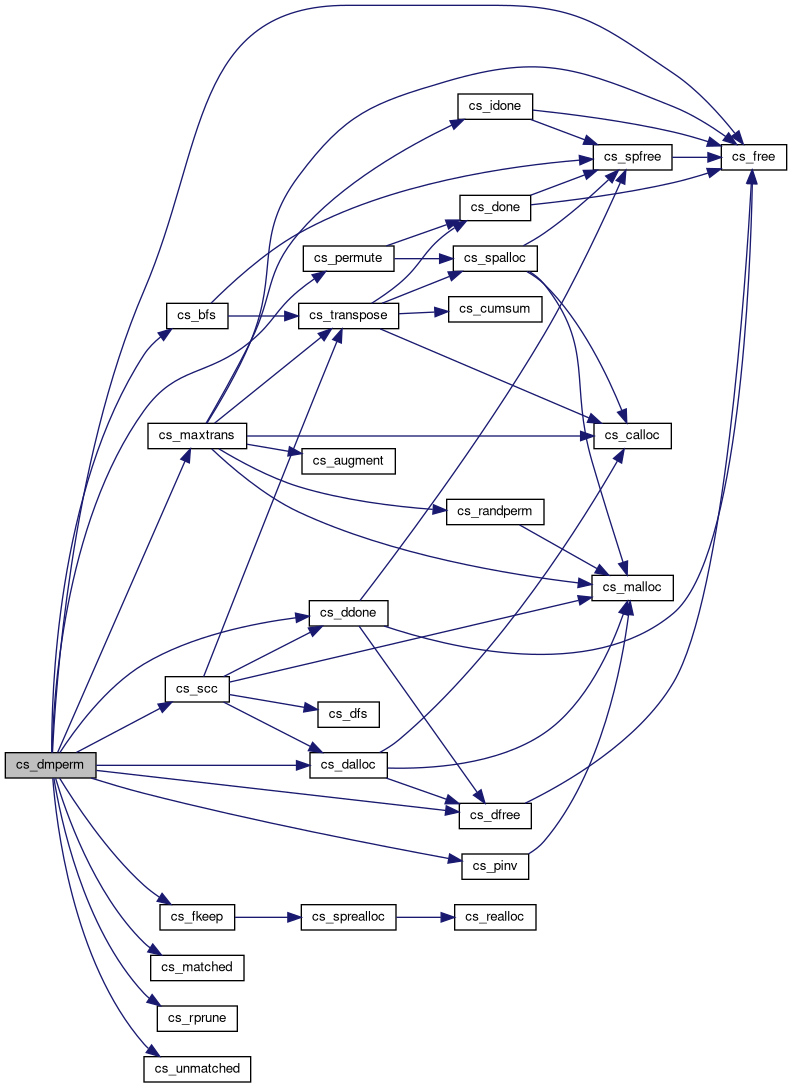 cs_idone
cs_spfree
cs_free
cs_done
cs_permute
cs_spalloc
cs_bfs
cs_transpose
cs_cumsum
cs_maxtrans
cs_calloc
cs_augment
cs_randperm
cs_malloc
cs_ddone
cs_scc
cs_dfs
cs_dmperm
cs_dalloc
cs_dfree
cs_pinv
cs_fkeep
cs_sprealloc
cs_realloc
cs_matched
cs_rprune
cs_unmatched